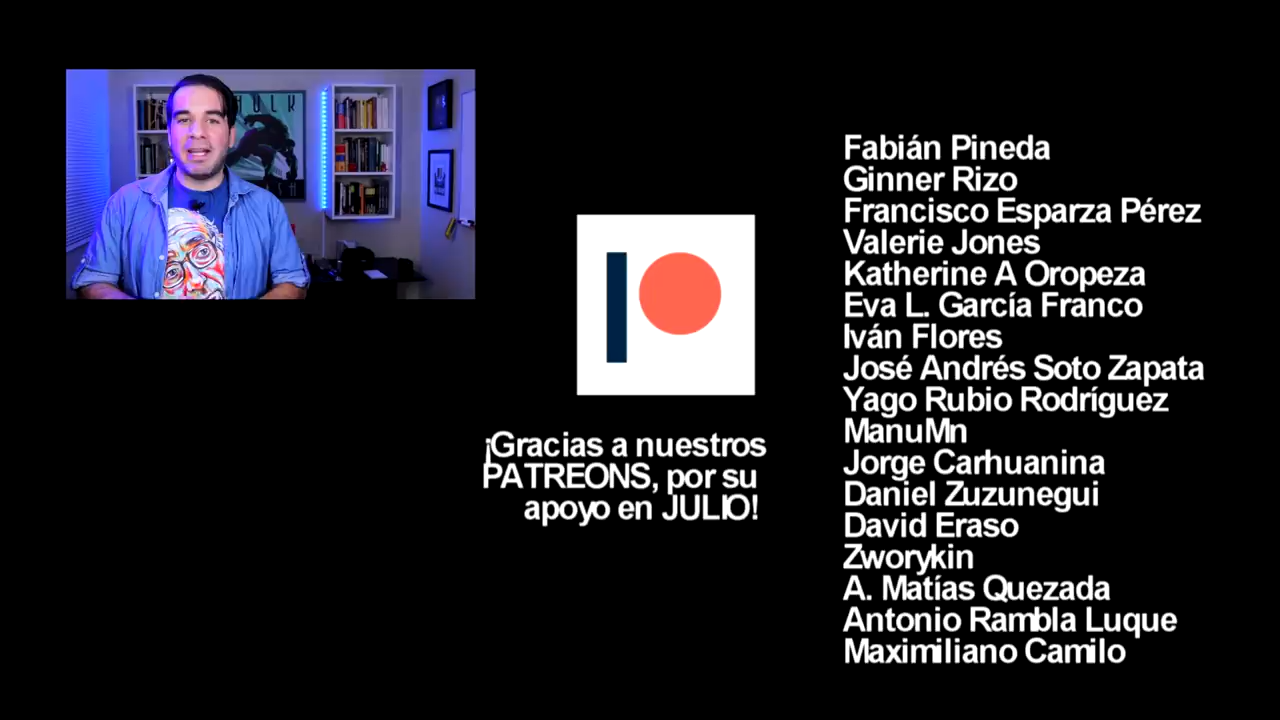 HULK
¡Gracias a nuestros
PATREONS, por su
apoyo en JULIO!
Fabián Pineda
Ginner Rizo
Francisco Esparza Pérez
Valerie Jones
Katherine A Oropeza
Eva L. García Franco
Iván Flores
José Andrés Soto Zapata
Yago Rubio Rodríguez
ManuMn
Jorge Carhuanina
Daniel Zuzunegui
David Eraso
Zworykin
A. Matías Quezada
Antonio Rambla Luque
Maximiliano Camilo